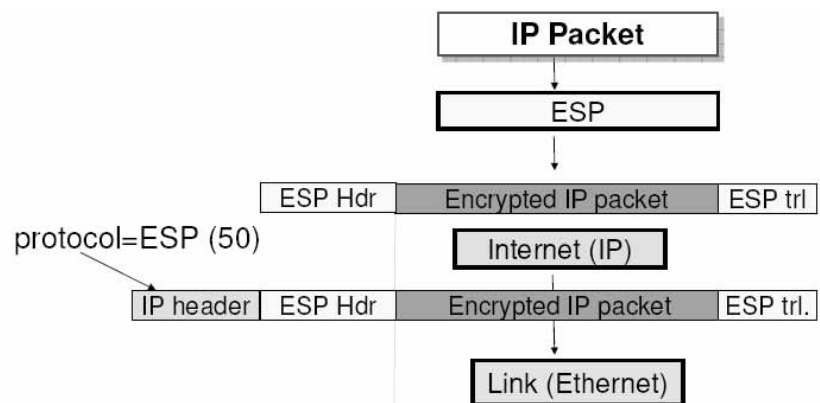 IP Packet
ESP
ESP Hdr Encrypted IP packet ESP trl
protocol=ESP (50)
Internet (IP)
IP header ESP Hdr Encrypted IP packet ESP trl.
Link (Ethernet)